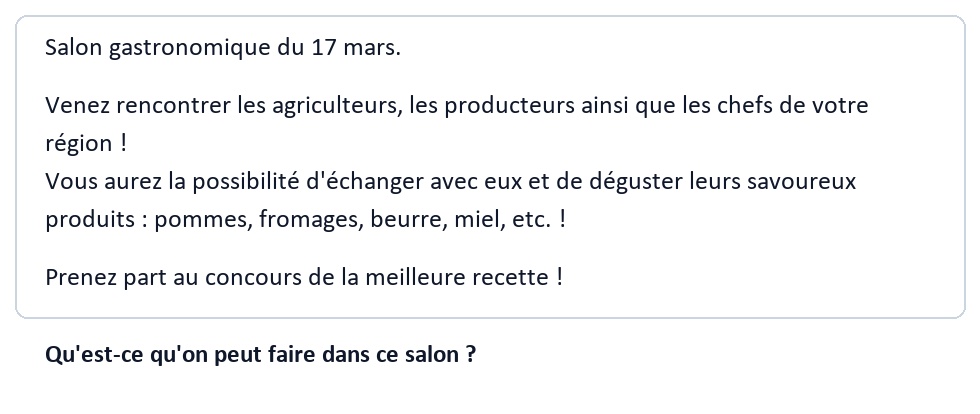 Salon gastronomique du 17 mars.
Venez rencontrer les agriculteurs, les producteurs ainsi que les chefs de votre
région !
Vous aurez la possibilité d'échanger avec eux et de déguster leurs savoureux
produits : pommes, fromages, beurre, miel, etc. !
Prenez part au concours de la meilleure recette !
Qu'est-ce qu'on peut faire dans ce salon ?